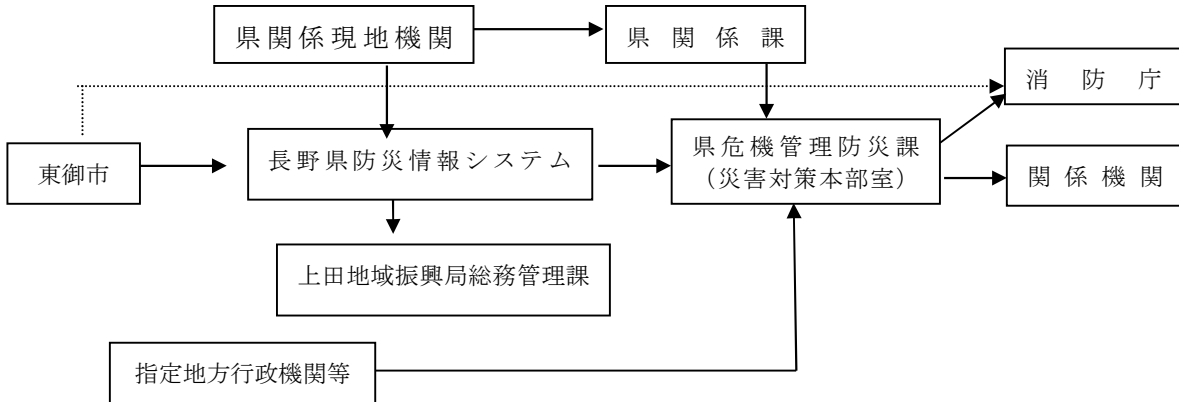 県関係現地機関
県関係課
消防庁
東御市
長野県防災情報システム
県危機管理防災課
（災害対策本部室）
関係機関
上田地域振興局総務管理課
指定地方行政機関等